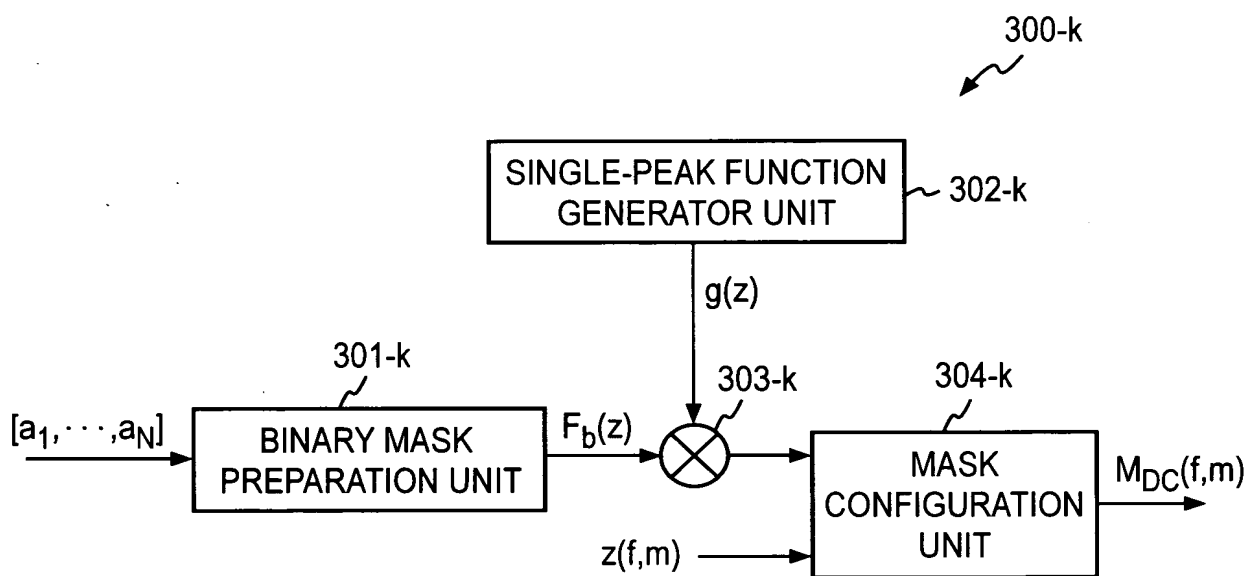 300-k
SINGLE-PEAK FUNCTION
GENERATOR UNIT
302-k
g(z)
301-k
303-k
304-k
[a1,···,aN]
BINARY MASK
PREPARATION UNIT
Fb(z)
MASK
CONFIGURATION
UNIT
MDC(f,m)
z(f,m)